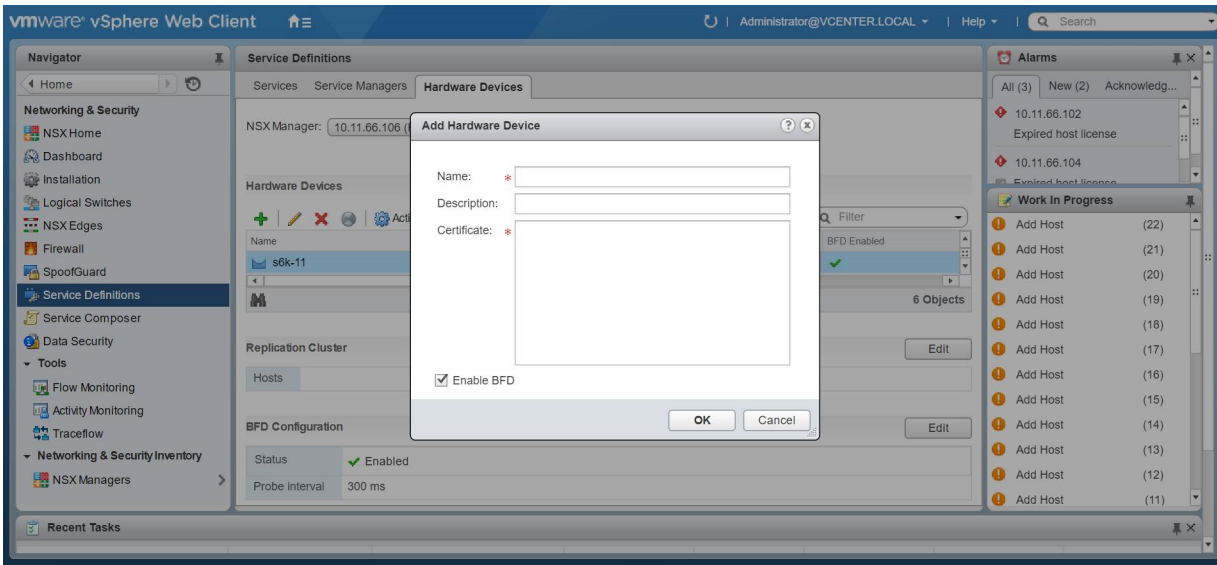 vmware® vSphere Web Client
Administrator@VCENTER.LOCAL
Help
Search
Navigator
Home
Networking & Security
NSX Home
Dashboard
Installation
Logical Switches
NSX Edges
Firewall
SpoofGuard
Service Definitions
Service Composer
Data Security
Tools
Flow Monitoring
Activity Monitoring
Traceflow
Networking & Security Inventory
NSX Managers
Service Definitions
Services Service Managers Hardware Devices
NSX Manager: 10.11.66.106
Hardware Devices
Filter
Name BFD Enabled
s6k-11
6 Objects
Replication Cluster Edit
Hosts
BFD Configuration Edit
Status Enabled
Probe interval 300 ms
Add Hardware Device
Name: *
Description:
Certificate: *
Enable BFD
OK Cancel
Alarms
All (3) New (2) Acknowledg...
10.11.66.102
Expired host license
10.11.66.104
Expired host license
Work In Progress
Add Host (22)
Add Host (21)
Add Host (20)
Add Host (19)
Add Host (18)
Add Host (17)
Add Host (16)
Add Host (15)
Add Host (14)
Add Host (13)
Add Host (12)
Add Host (11)
Recent Tasks